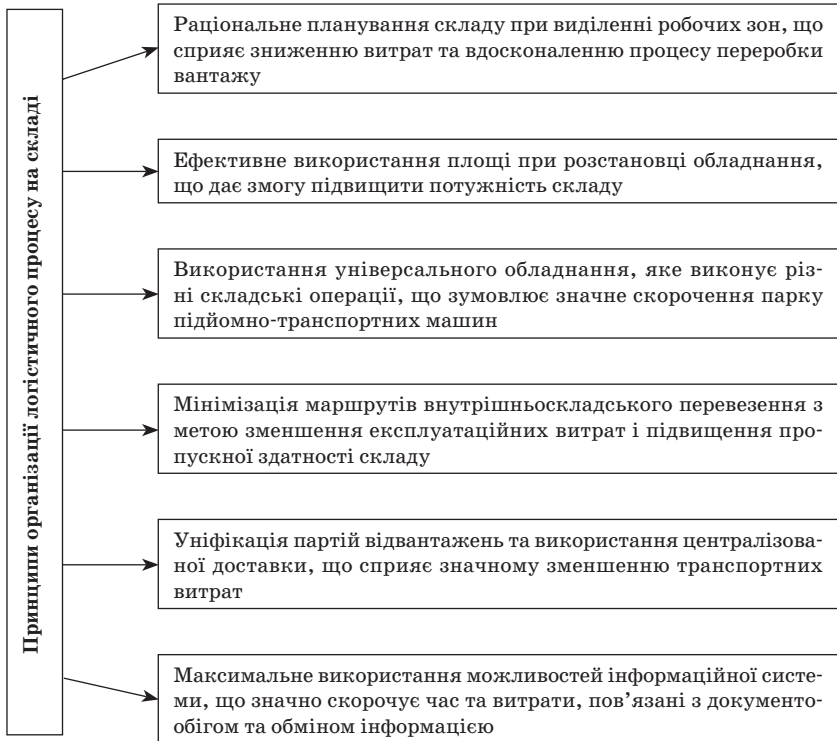 Принципи організації логістичного процесу на складі
Раціональне планування складу при виділенні робочих зон, що
сприяє зниженню витрат та вдосконаленню процесу переробки
вантажу
Ефективне використання площі при розстановці обладнання,
що дає змогу підвищити потужність складу
Використання універсального обладнання, яке виконує різ-
ні складські операції, що зумовлює значне скорочення парку
підйомно-транспортних машин
Мінімізація маршрутів внутрішньоскладського перевезення з
метою зменшення експлуатаційних витрат і підвищення про-
пускної здатності складу
Уніфікація партій відвантажень та використання централізова-
ної доставки, що сприяє значному зменшенню транспортних
витрат
Максимальне використання можливостей інформаційної систе-
ми, що значно скорочує час та витрати, пов’язані з документо-
обігом та обміном інформацією